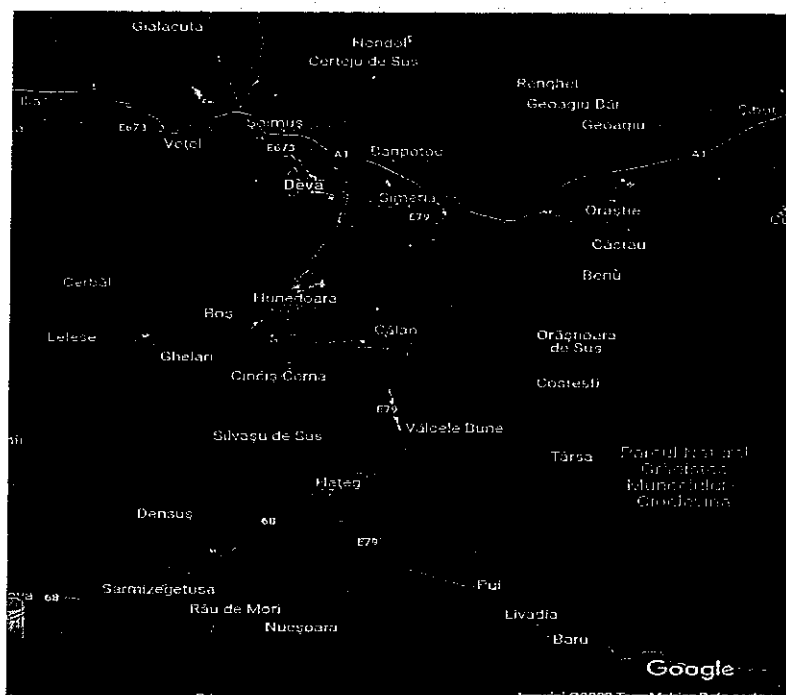 Gialacuta
Hondol
Certeju de Sus
Renghet
Geoagiu Băi
Geoagiu
Șoimuș
E673
Vețel
E673
A1
A1
Deva
Simeria
E79
Orăștie
Căstău
Beriu
Cerbăl
Hunedoara
Boș
Călan
Orăștioara
de Sus
Lelese
Ghelari
Cinciș Cerna
Costești
E79
Silvașu de Sus
Vâlcele Bune
Târsa
Parcul Natural
Grădiștea
Muncelului-
Cioclovina
Hațeg
Densuș
68
E79
Sarmizegetusa
68
Râu de Mori
Pui
Livadia
Nucșoara
Baru
Google